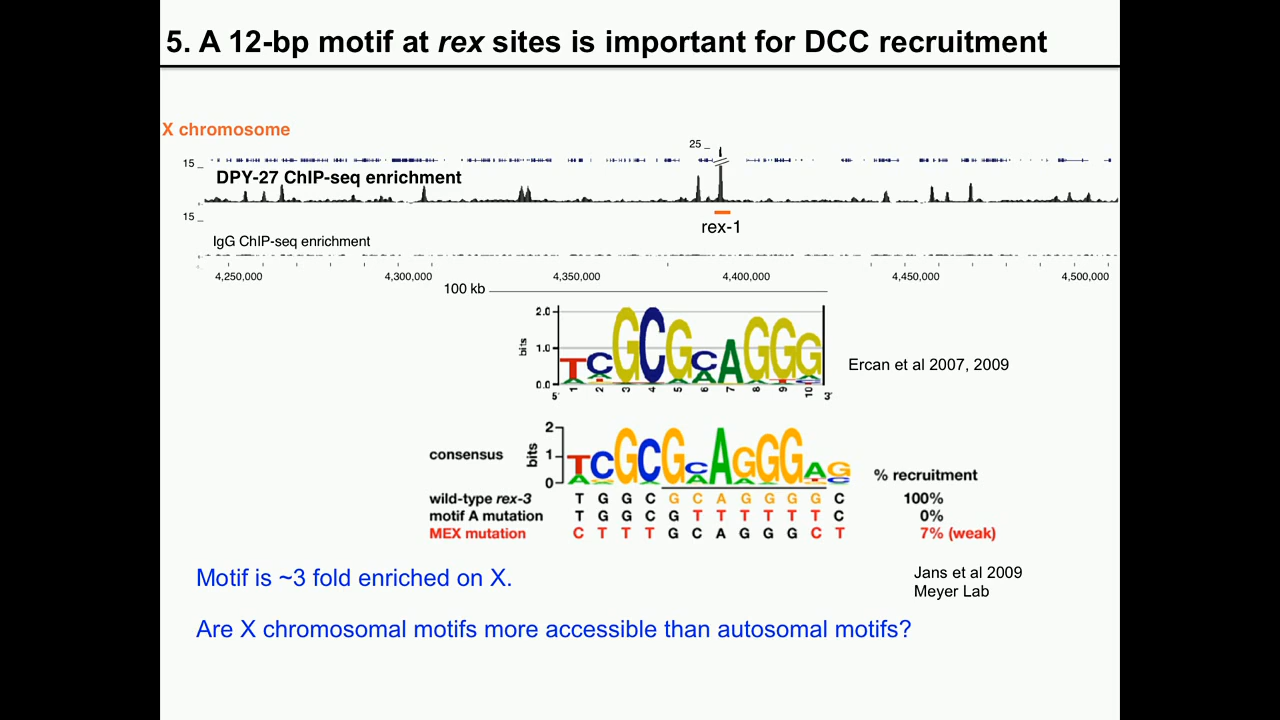 5. A 12-bp motif at rex sites is important for DCC recruitment
X chromosome
25
15
DPY-27 ChIP-seq enrichment
15
rex-1
IgG ChIP-seq enrichment
4,250,000 4,300,000 4,350,000 4,400,000 4,450,000 4,500,000
100 kb
2.0
1.0
0.0
bits
TCGCGCAGGG
5' 1 2 3 4 5 6 7 8 9 10 3'
Ercan et al 2007, 2009
consensus
2
1
0
bits
TCGCGCAGGGAG
% recruitment
wild-type rex-3 T G G C G C A G G G G C 100%
motif A mutation T G G C G T T T T T T C 0%
MEX mutation C T T T G C A G G G C T 7% (weak)
Motif is ~3 fold enriched on X.
Jans et al 2009
Meyer Lab
Are X chromosomal motifs more accessible than autosomal motifs?